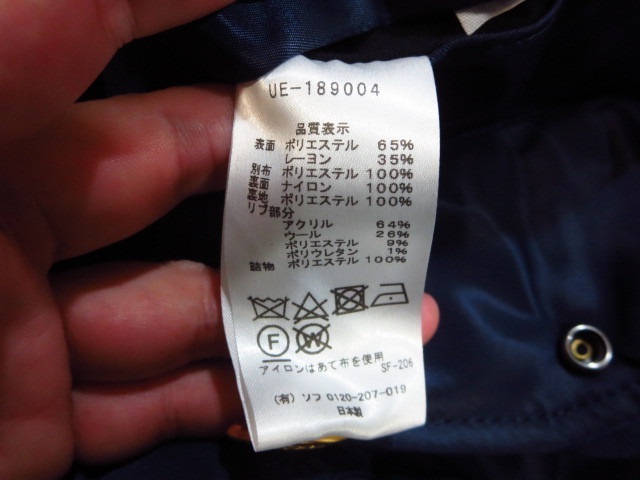 UE-189004
品質表示
表面 ポリエステル 65%
レーヨン 35%
別布 ポリエステル 100%
裏面 ナイロン 100%
裏地 ポリエステル 100%
リブ部分
アクリル 64%
ウール 26%
ポリエステル 9%
ポリウレタン 1%
詰物 ポリエステル 100%
F W
アイロンはあて布を使用 SF-206
(有) ソフ 0120-207-019
日本製